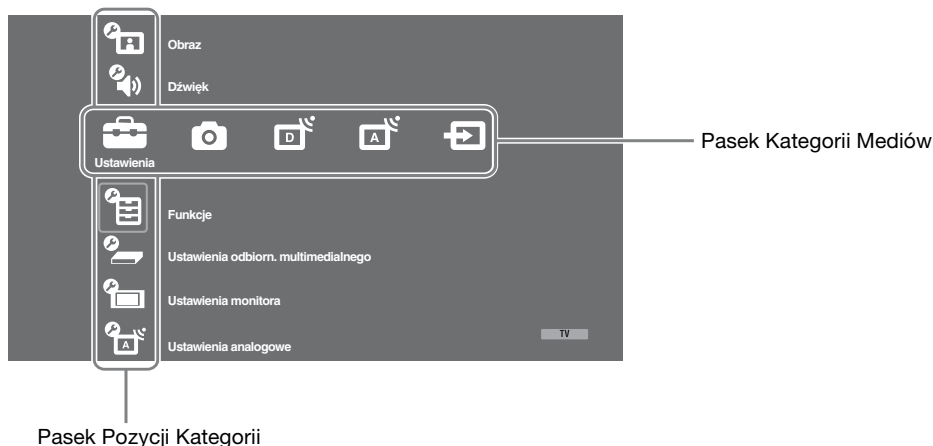 Obraz
Dźwięk
D
A
Ustawienia
Pasek Kategorii Mediów
Funkcje
Ustawienia odbiorn. multimedialnego
Ustawienia monitora
TV
A
Ustawienia analogowe
Pasek Pozycji Kategorii